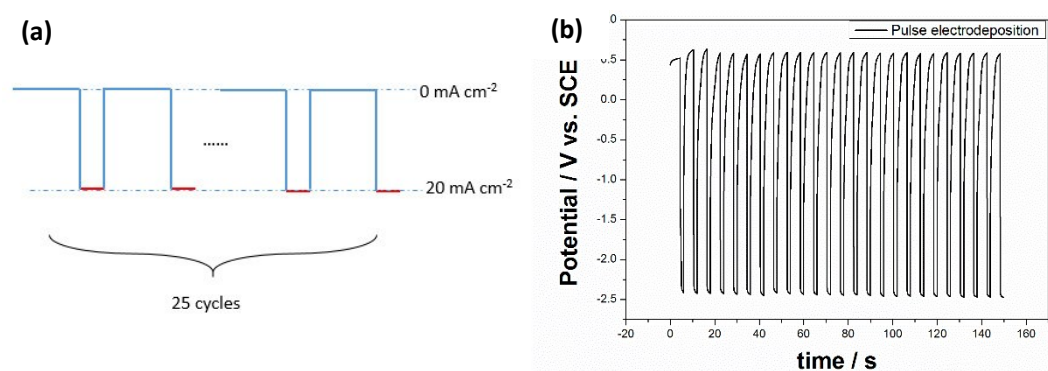 (a)
0 mA cm⁻²
......
20 mA cm⁻²
25 cycles
(b)
Pulse electrodeposition
0
0.5
0.0
-0.5
-1.0
-1.5
-2.0
-2.5
-20 0 20 40 60 80 100 120 140 160
Potential / V vs. SCE
time / s